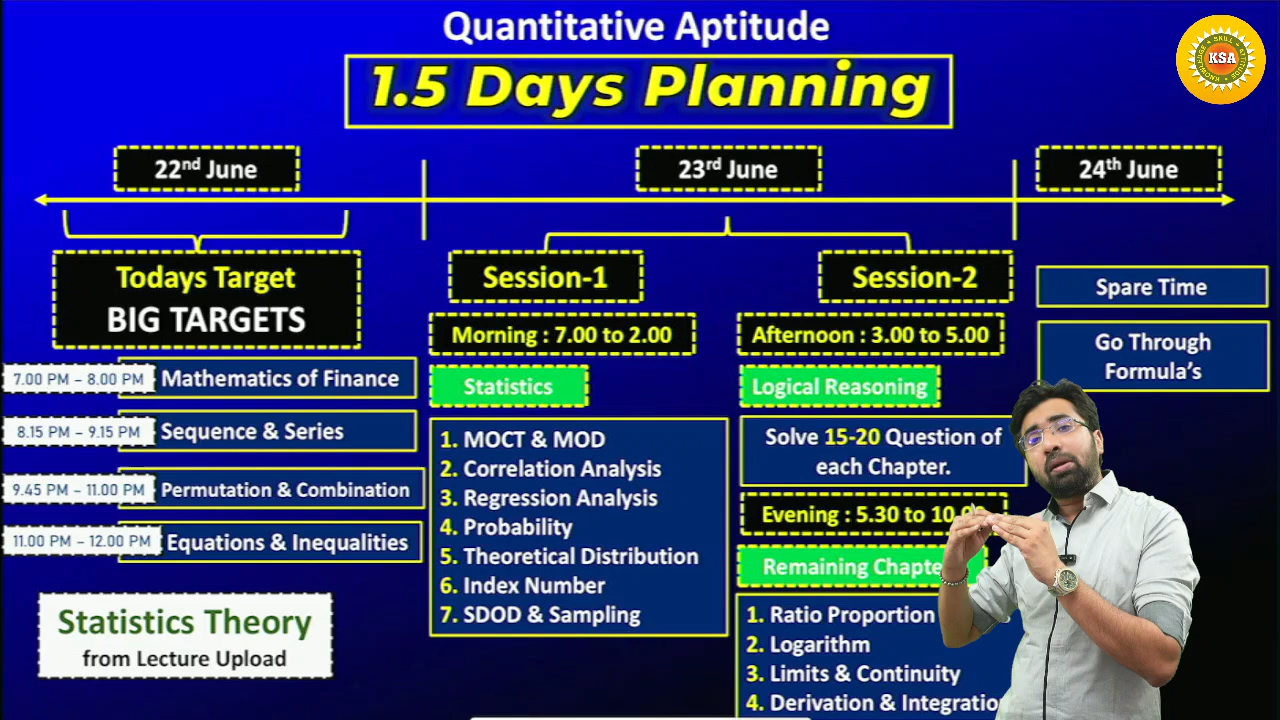 Quantitative Aptitude
1.5 Days Planning
KSA
KNOWLEDGE • SKILL • ATTITUDE
22nd June
23rd June
24th June
Todays Target
BIG TARGETS
7.00 PM – 8.00 PM Mathematics of Finance
8.15 PM – 9.15 PM Sequence & Series
9.45 PM – 11.00 PM Permutation & Combination
11.00 PM – 12.00 PM Equations & Inequalities
Statistics Theory
from Lecture Upload
Session-1
Morning : 7.00 to 2.00
Statistics
1. MOCT & MOD
2. Correlation Analysis
3. Regression Analysis
4. Probability
5. Theoretical Distribution
6. Index Number
7. SDOD & Sampling
Session-2
Afternoon : 3.00 to 5.00
Logical Reasoning
Solve 15-20 Question of
each Chapter.
Evening : 5.30 to
Remaining
1. Ratio Proportion
2. Logarithm
3. Limits & Continuity
4. Derivation &
Spare Time
Go Through
Formula’s